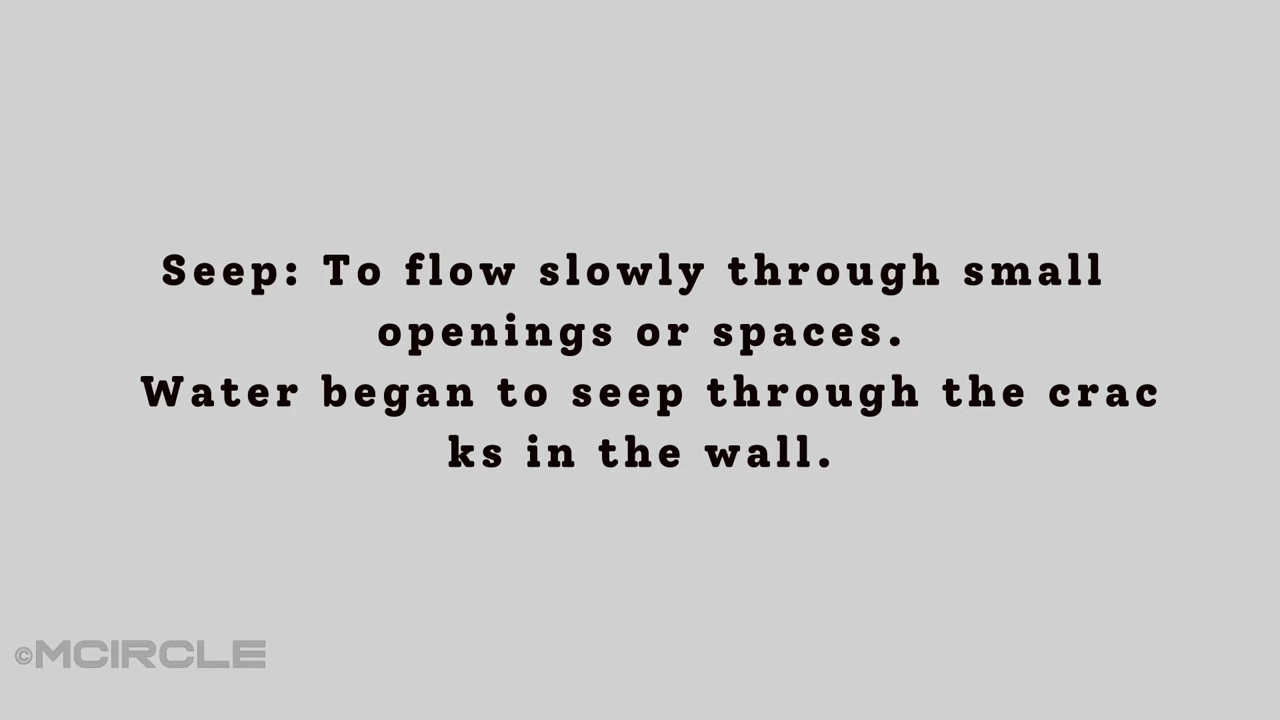 Seep: To flow slowly through small
openings or spaces.
Water began to seep through the crac
ks in the wall.
©MCIRCLE